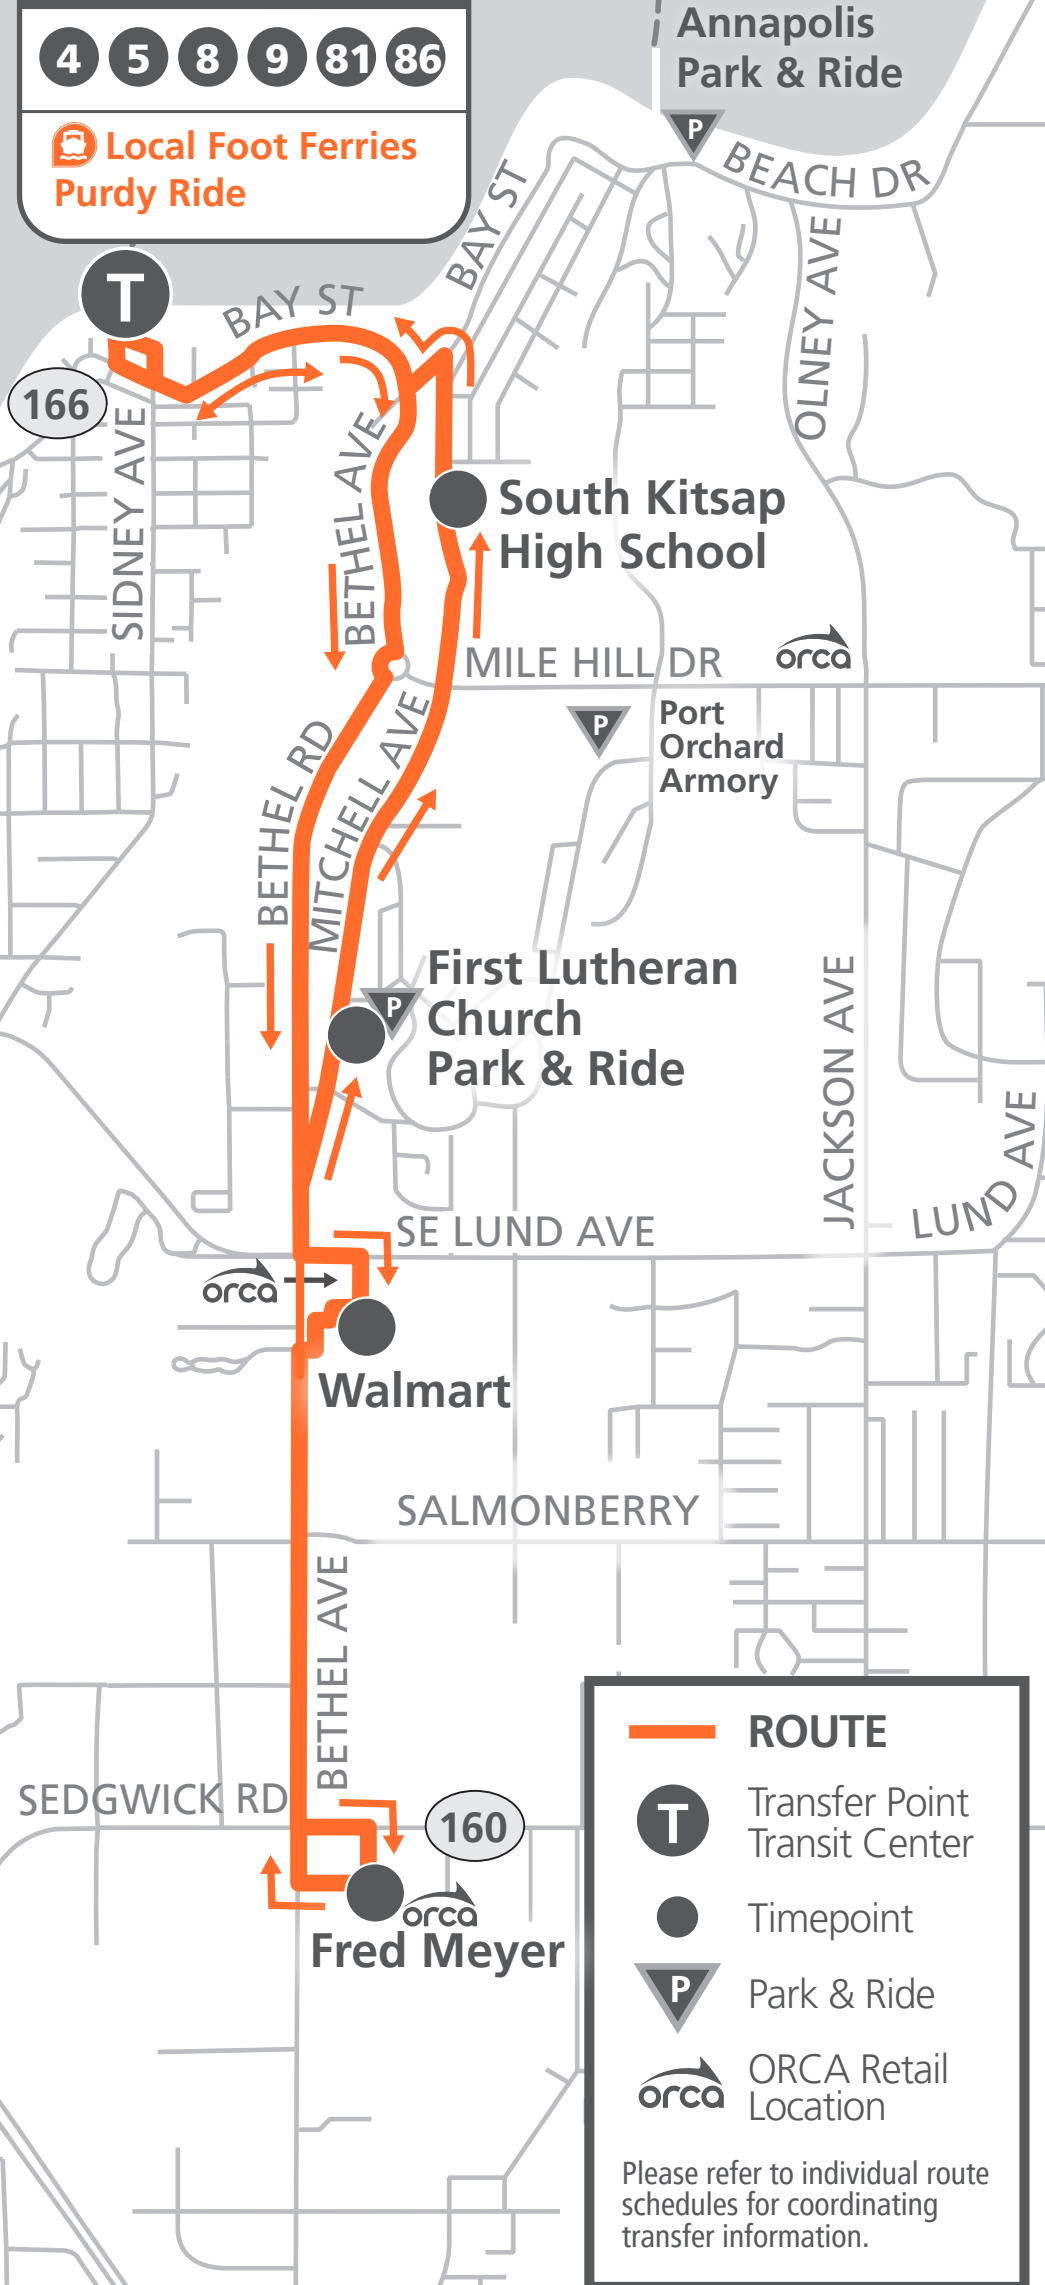 4 5 8 9 81 86
Local Foot Ferries
Purdy Ride
Annapolis
Park & Ride
P
BEACH DR
BAY ST
T
BAY ST
OLNEY AVE
166
SIDNEY AVE
BETHEL AVE
South Kitsap
High School
MILE HILL DR
orca
P
Port
Orchard
Armory
BETHEL RD
MITCHELL AVE
First Lutheran
Church
Park & Ride
P
JACKSON AVE
LUND AVE
SE LUND AVE
orca
Walmart
SALMONBERRY
BETHEL AVE
SEDGWICK RD
160
orca
Fred Meyer
ROUTE
T
Transfer Point
Transit Center
Timepoint
P
Park & Ride
orca
ORCA Retail
Location
Please refer to individual route
schedules for coordinating
transfer information.